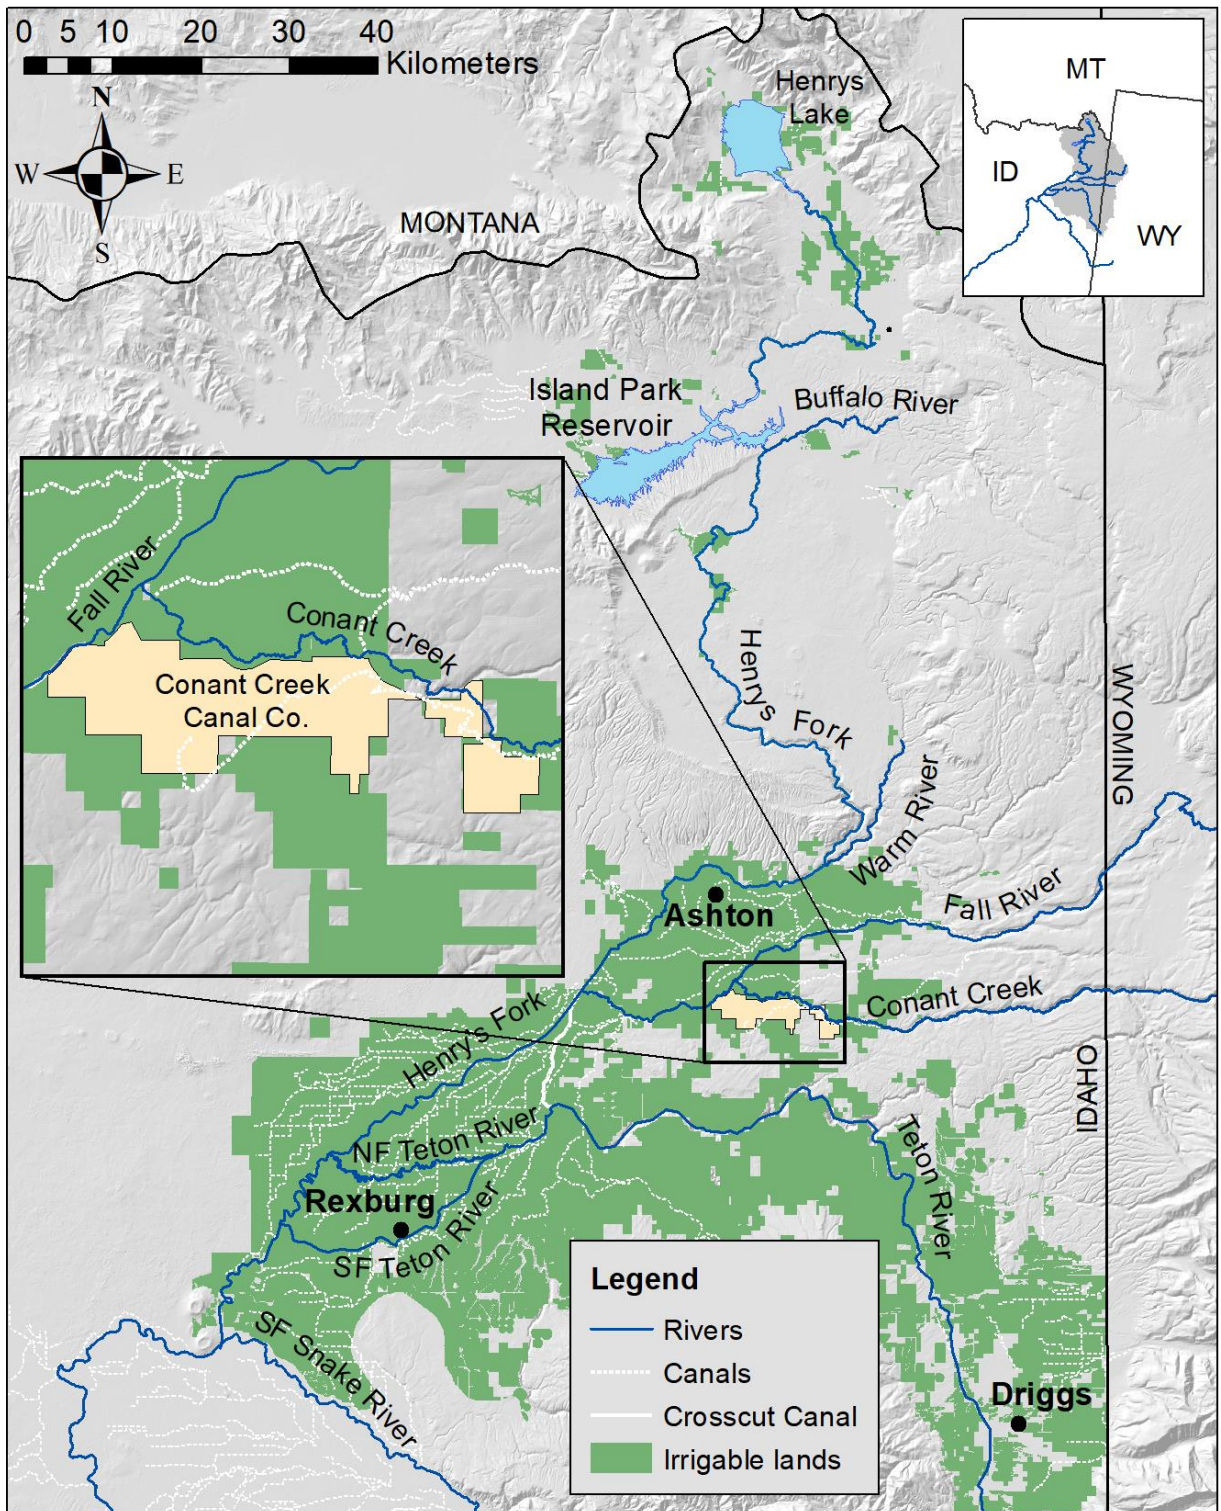 0 5 10 20 30 40
Kilometers
N
W E
S
Henrys
Lake
MT
ID
WY
MONTANA
Island Park
Reservoir
Buffalo River
Fall River
Conant Creek
Conant Creek
Canal Co.
Henrys Fork
WYOMING
Warm River
Ashton
Fall River
Conant Creek
Henry's Fork
IDAHO
NF Teton River
Teton River
Rexburg
SF Teton River
SF Snake River
Driggs
Legend
Rivers
Canals
Crosscut Canal
Irrigable lands